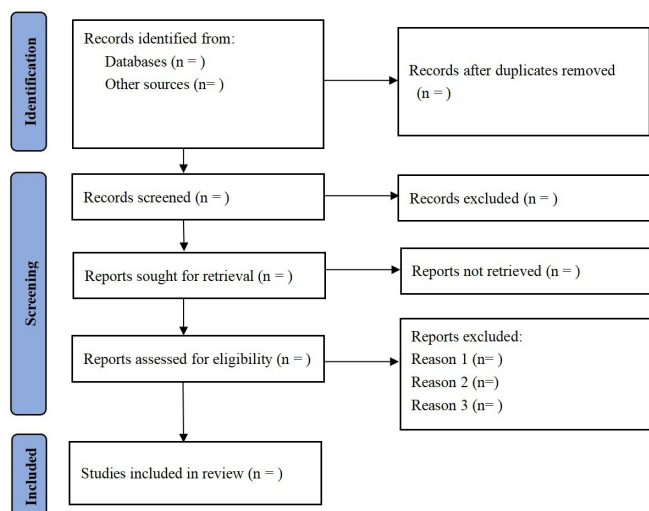 Identification
Records identified from:
Databases (n = )
Other sources (n= )
Records after duplicates removed
(n = )
Screening
Records screened (n = )
Records excluded (n = )
Reports sought for retrieval (n = )
Reports not retrieved (n = )
Reports assessed for eligibility (n = )
Reports excluded:
Reason 1 (n= )
Reason 2 (n=)
Reason 3 (n= )
Included
Studies included in review (n = )